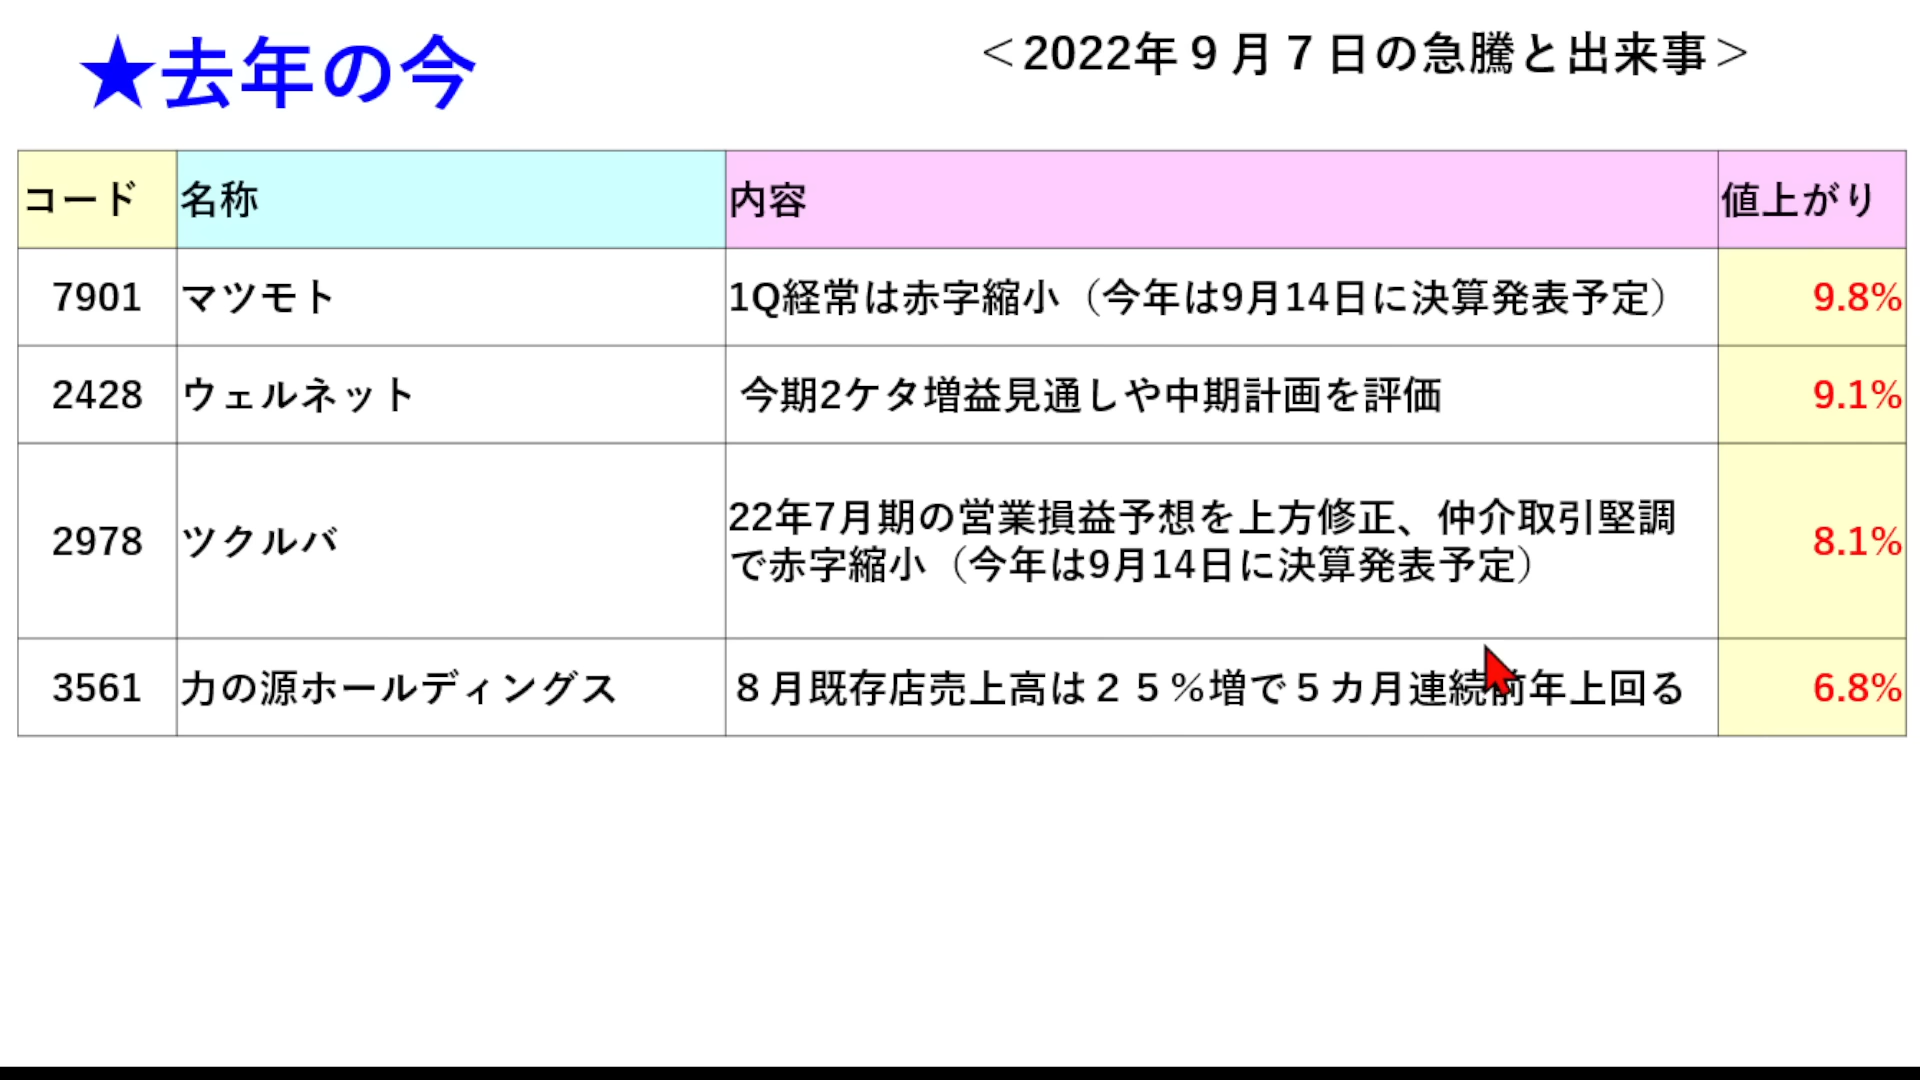 ★去年の今
＜2022年９月７日の急騰と出来事＞
コード 名称 内容 値上がり
7901 マツモト 1Q経常は赤字縮小（今年は9月14日に決算発表予定） 9.8%
2428 ウェルネット 今期2ケタ増益見通しや中期計画を評価 9.1%
2978 ツクルバ 22年7月期の営業損益予想を上方修正、仲介取引堅調
で赤字縮小（今年は9月14日に決算発表予定） 8.1%
3561 力の源ホールディングス ８月既存店売上高は２５％増で５カ月連続前年上回る 6.8%